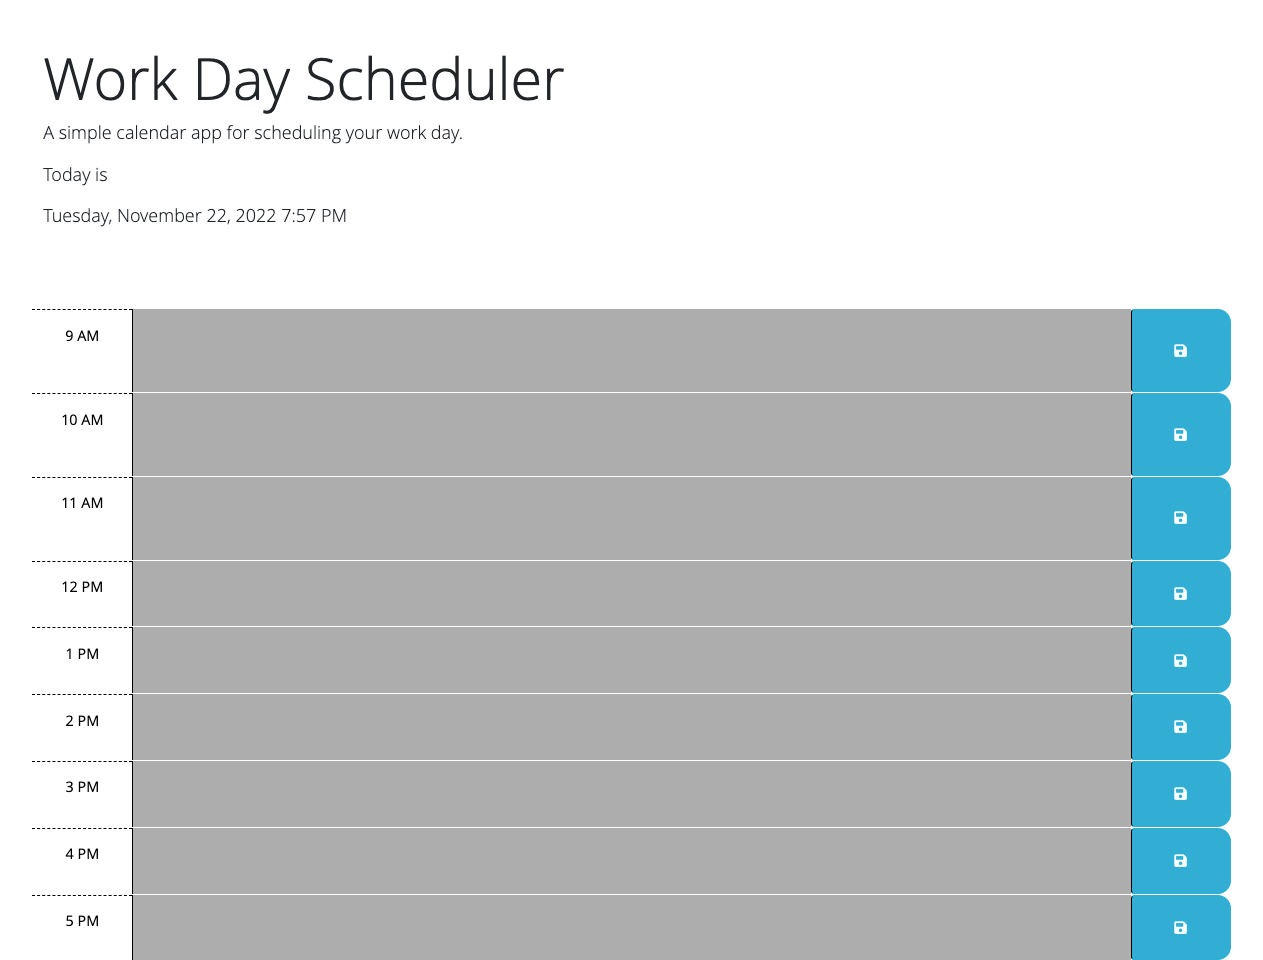 Work Day Scheduler
A simple calendar app for scheduling your work day.
Today is
Tuesday, November 22, 2022 7:57 PM
9 AM
10 AM
11 AM
12 PM
1 PM
2 PM
3 PM
4 PM
5 PM